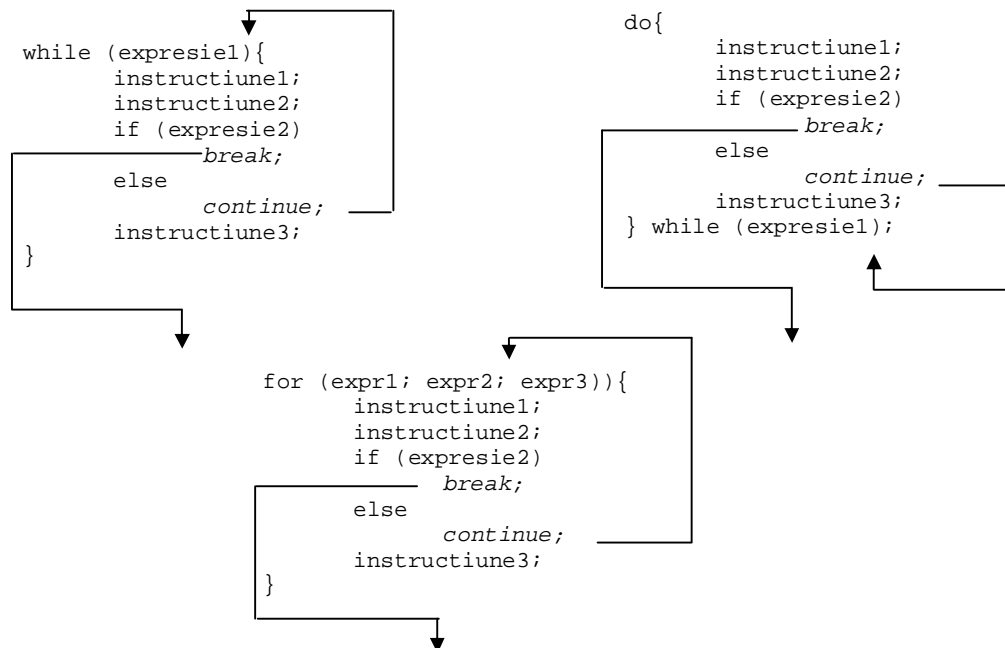 while (expresie1){
instructiune1;
instructiune2;
if (expresie2)
break;
else
continue;
instructiune3;
}
do{
instructiune1;
instructiune2;
if (expresie2)
break;
else
continue;
instructiune3;
} while (expresie1);
for (expr1; expr2; expr3)){
instructiune1;
instructiune2;
if (expresie2)
break;
else
continue;
instructiune3;
}